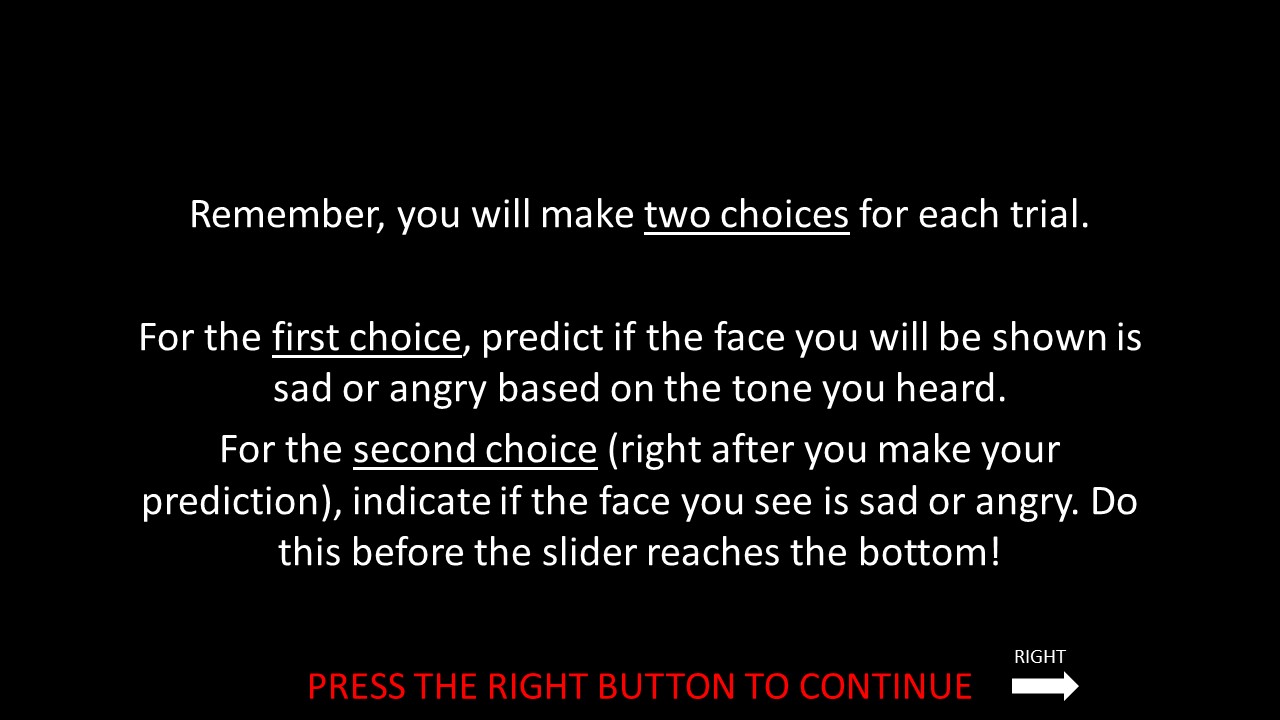 Remember, you will make two choices for each trial.
For the first choice, predict if the face you will be shown is
sad or angry based on the tone you heard.
For the second choice (right after you make your
prediction), indicate if the face you see is sad or angry. Do
this before the slider reaches the bottom!
RIGHT
PRESS THE RIGHT BUTTON TO CONTINUE